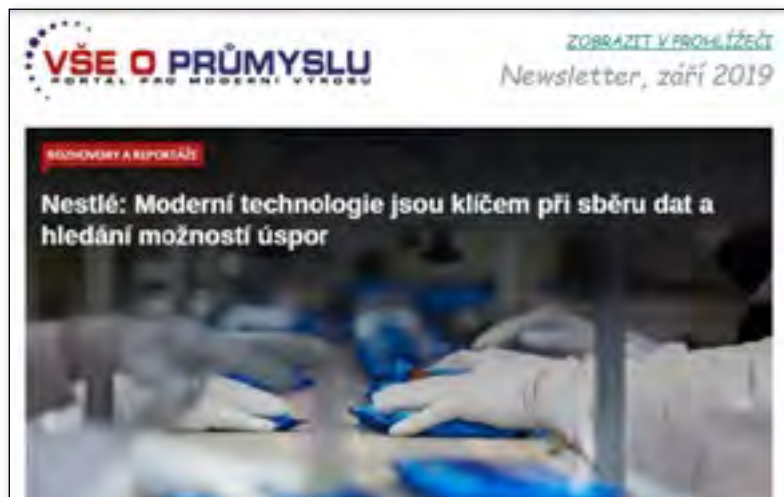 VŠE O PRŮMYSLU
PORTÁL PRO MODERNÍ VÝROBU
ZOBRAZIT V PROHLÍŽEČI
Newsletter, září 2019
ROZHOVORY A REPORTÁŽE
Nestlé: Moderní technologie jsou klíčem při sběru dat a
hledání možností úspor